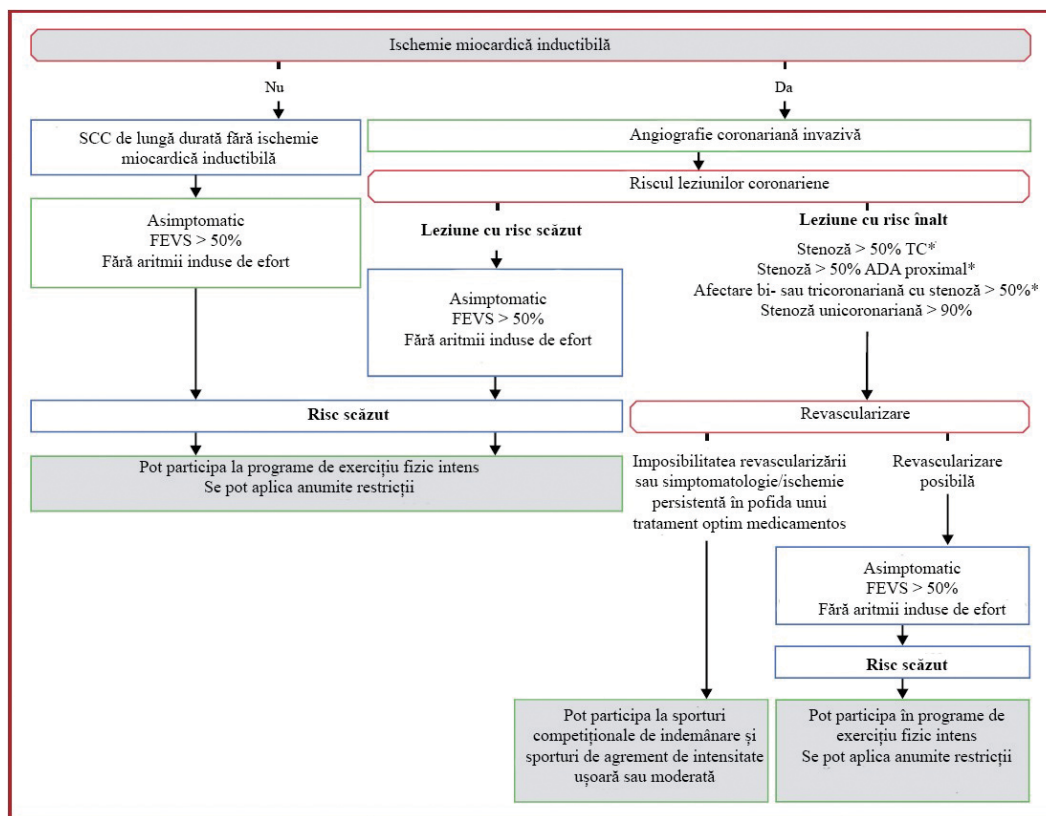 Ischemie miocardică inductibilă
Nu
Da
SCC de lungă durată fără ischemie
miocardică inductibilă
Angiografie coronariană invazivă
Riscul leziunilor coronariene
Asimptomatic
FEVS > 50%
Fără aritmii induse de efort
Leziune cu risc scăzut
Leziune cu risc înalt
Stenoză > 50% TC*
Stenoză > 50% ADA proximal*
Afectare bi- sau tricoronariană cu stenoză > 50%*
Stenoză unicoronariană > 90%
Asimptomatic
FEVS > 50%
Fără aritmii induse de efort
Risc scăzut
Revascularizare
Pot participa la programe de exercițiu fizic intens
Se pot aplica anumite restricții
Imposibilitatea revascularizării
sau simptomatologie/ischemie
persistentă în pofida unui
tratament optim medicamentos
Revascularizare
posibilă
Asimptomatic
FEVS > 50%
Fără aritmii induse de efort
Risc scăzut
Pot participa la sporturi
competiționale de indemânare și
sporturi de agrement de intensitate
ușoară sau moderată
Pot participa în programe de
exercițiu fizic intens
Se pot aplica anumite restricții